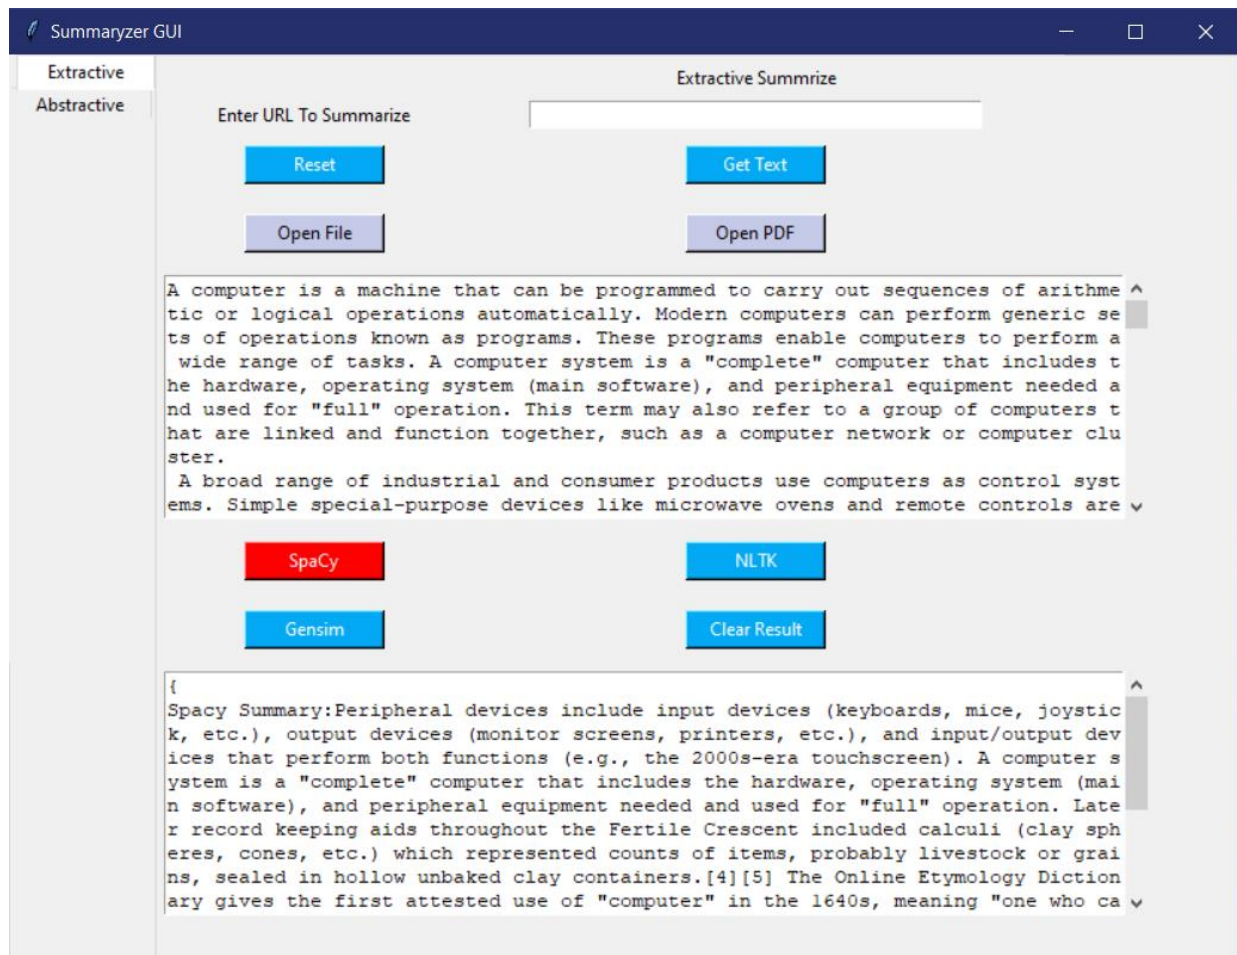 Summaryzer GUI
Extractive
Abstractive
Extractive Summrize
Enter URL To Summarize
Reset
Get Text
Open File
Open PDF
A computer is a machine that can be programmed to carry out sequences of arithme
tic or logical operations automatically. Modern computers can perform generic se
ts of operations known as programs. These programs enable computers to perform a
 wide range of tasks. A computer system is a "complete" computer that includes t
he hardware, operating system (main software), and peripheral equipment needed a
nd used for "full" operation. This term may also refer to a group of computers t
hat are linked and function together, such as a computer network or computer clu
ster.
 A broad range of industrial and consumer products use computers as control syst
ems. Simple special-purpose devices like microwave ovens and remote controls are
SpaCy
NLTK
Gensim
Clear Result
{
Spacy Summary:Peripheral devices include input devices (keyboards, mice, joystic
k, etc.), output devices (monitor screens, printers, etc.), and input/output dev
ices that perform both functions (e.g., the 2000s-era touchscreen). A computer s
ystem is a "complete" computer that includes the hardware, operating system (mai
n software), and peripheral equipment needed and used for "full" operation. Late
r record keeping aids throughout the Fertile Crescent included calculi (clay sph
eres, cones, etc.) which represented counts of items, probably livestock or grai
ns, sealed in hollow unbaked clay containers.[4][5] The Online Etymology Diction
ary gives the first attested use of "computer" in the 1640s, meaning "one who ca